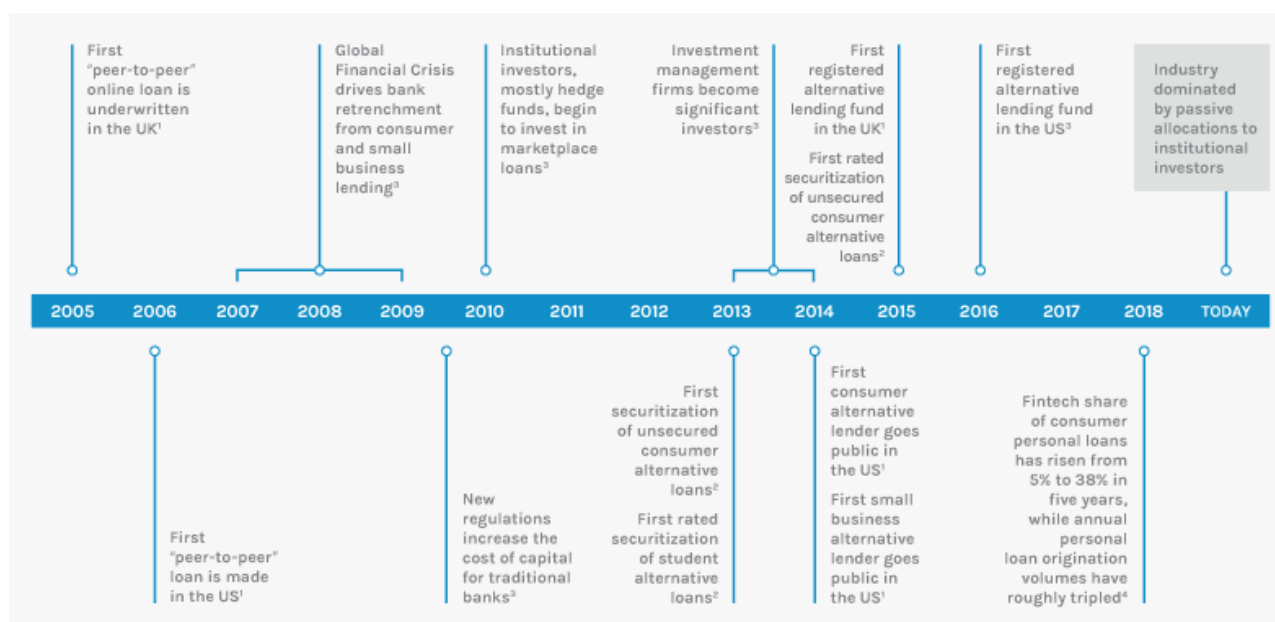 First
“peer-to-peer”
online loan is
underwritten
in the UK¹
Global
Financial Crisis
drives bank
retrenchment
from consumer
and small
business
lending³
Institutional
investors,
mostly hedge
funds, begin
to invest in
marketplace
loans³
Investment
management
firms become
significant
investors³
First
registered
alternative
lending fund
in the UK¹
First rated
securitization
of unsecured
consumer
alternative
loans²
First
registered
alternative
lending fund
in the US³
Industry
dominated
by passive
allocations to
institutional
investors
2005 2006 2007 2008 2009 2010 2011 2012 2013 2014 2015 2016 2017 2018 TODAY
First
“peer-to-peer”
loan is made
in the US¹
New
regulations
increase the
cost of capital
for traditional
banks³
First
securitization
of unsecured
consumer
alternative
loans²
First rated
securitization
of student
alternative
loans²
First
consumer
alternative
lender goes
public in
the US¹
First small
business
alternative
lender goes
public in
the US¹
Fintech share
of consumer
personal loans
has risen from
5% to 38% in
five years,
while annual
personal
loan origination
volumes have
roughly tripled⁴